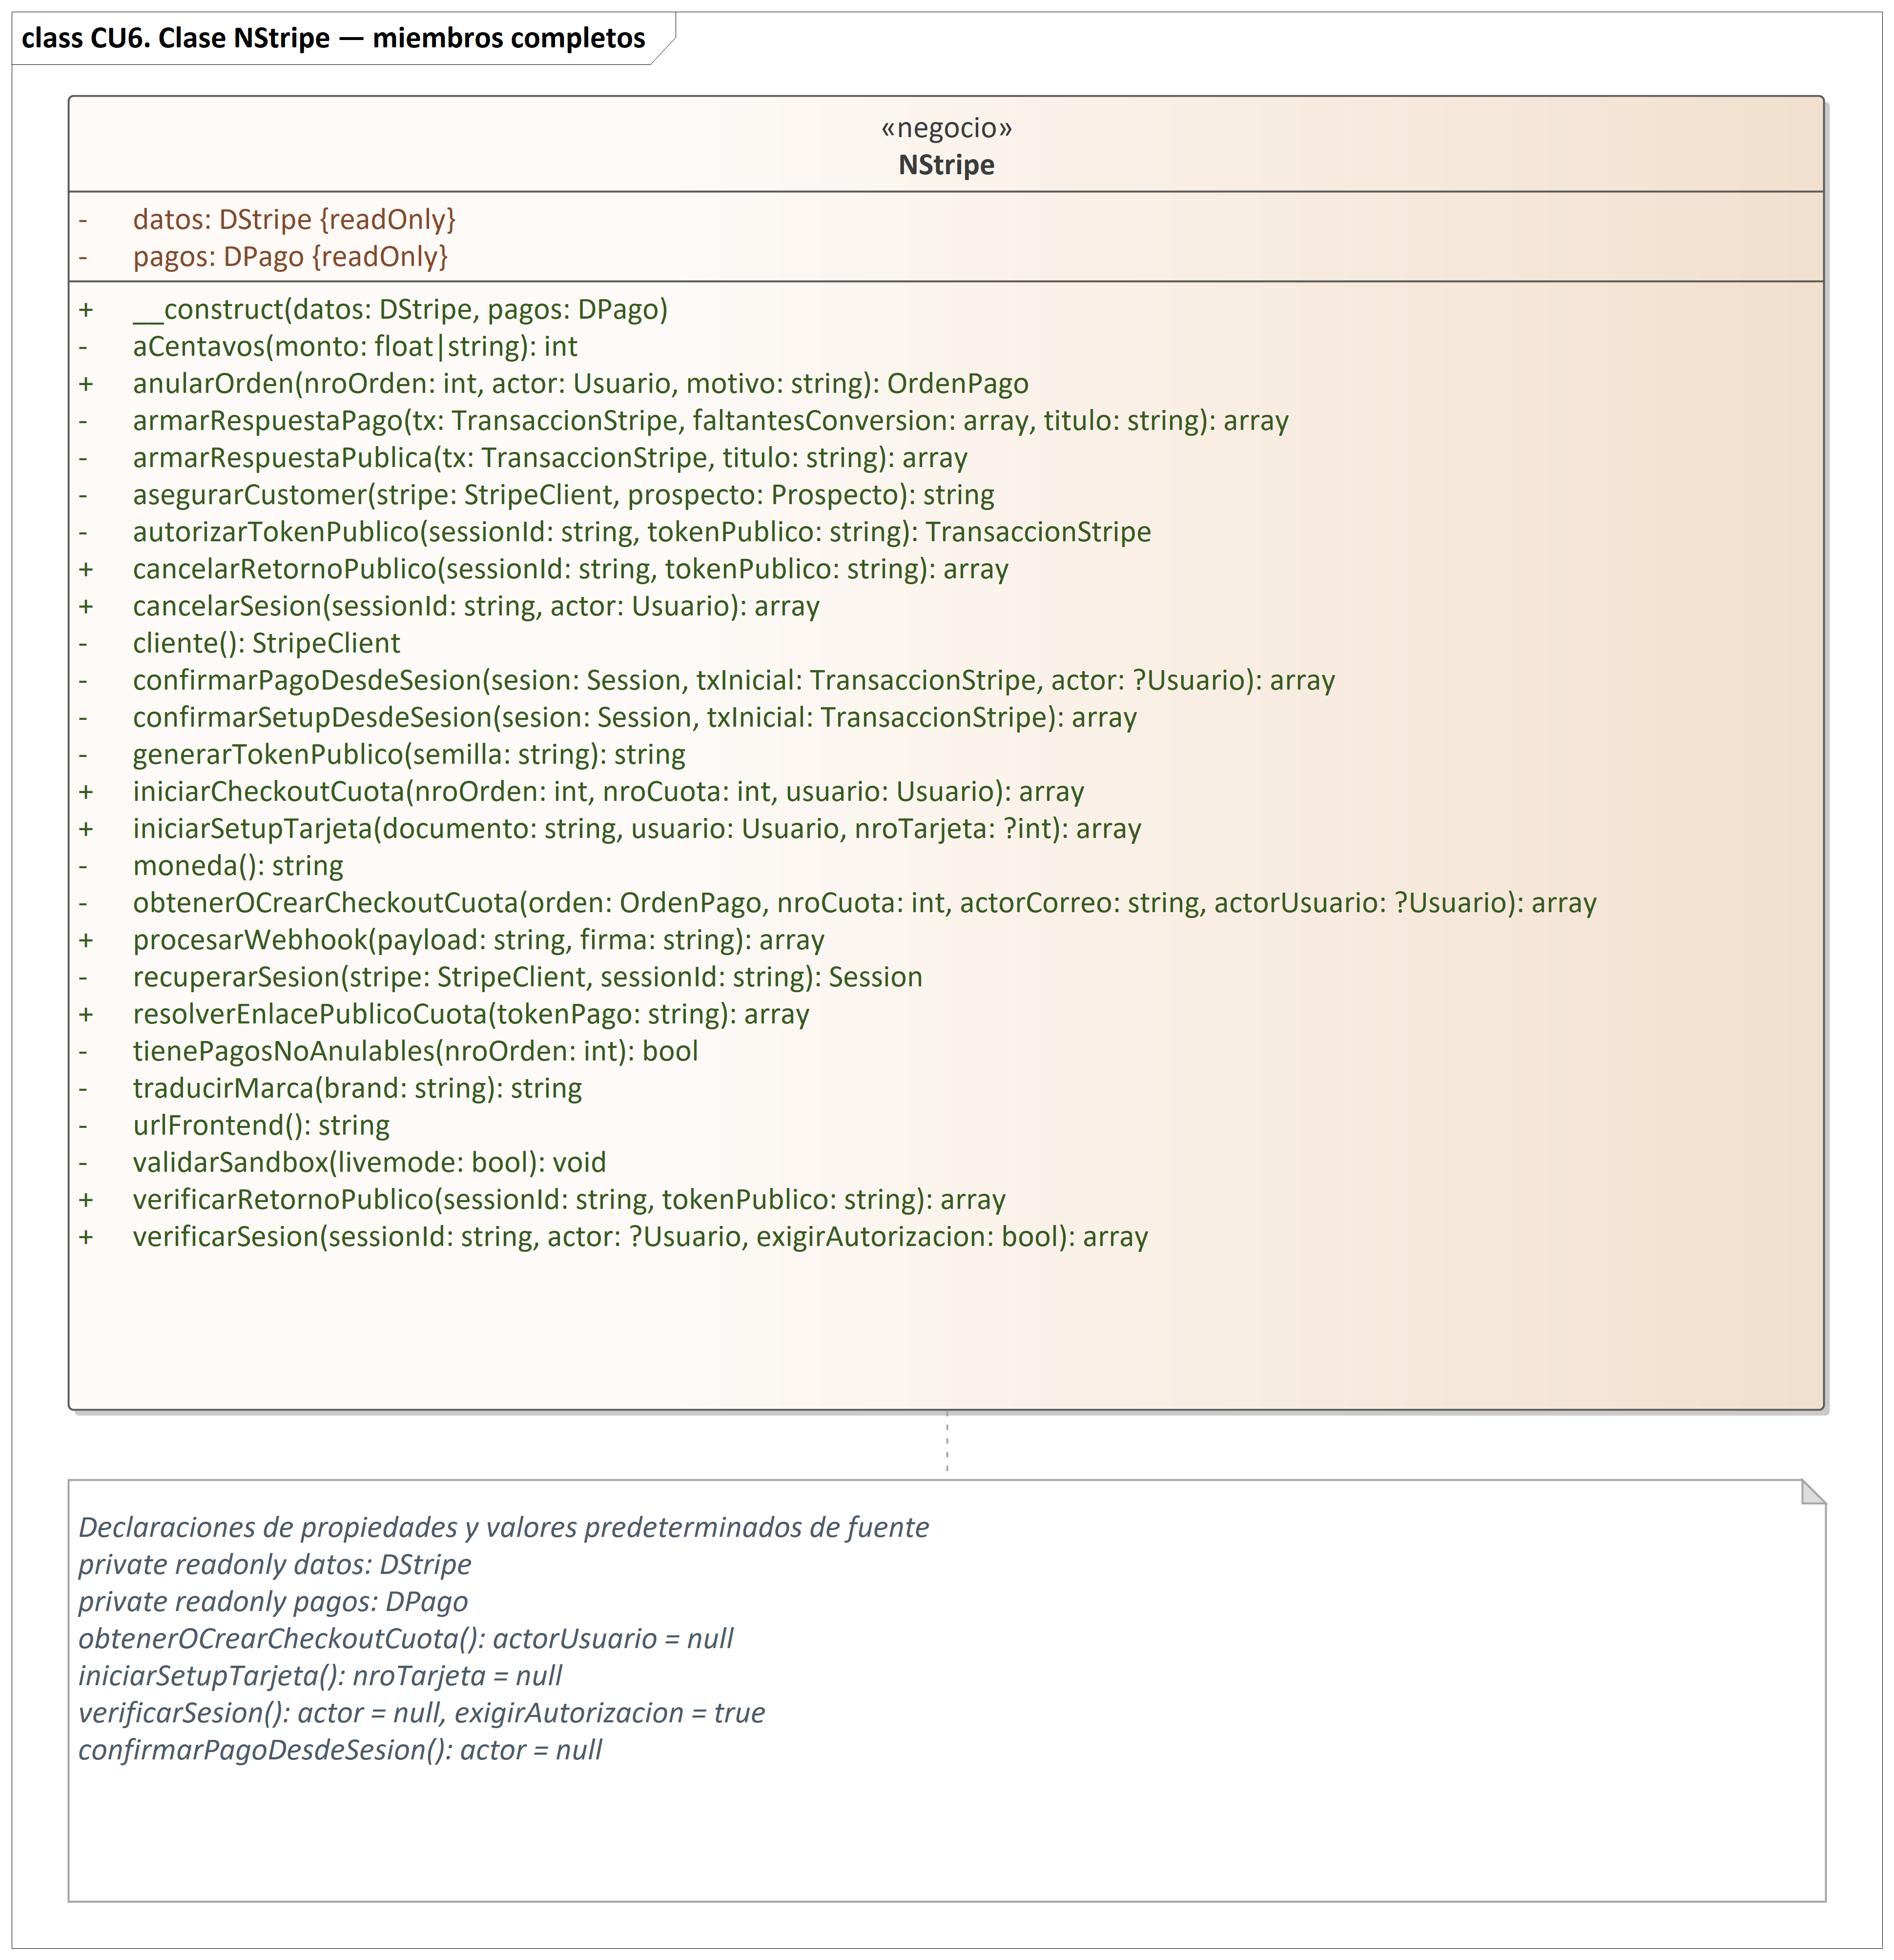 class CU6. Clase NStripe — miembros completos
«negocio»
NStripe
- datos: DStripe {readOnly}
- pagos: DPago {readOnly}
+ __construct(datos: DStripe, pagos: DPago)
- aCentavos(monto: float|string): int
+ anularOrden(nroOrden: int, actor: Usuario, motivo: string): OrdenPago
- armarRespuestaPago(tx: TransaccionStripe, faltantesConversion: array, titulo: string): array
- armarRespuestaPublica(tx: TransaccionStripe, titulo: string): array
- asegurarCustomer(stripe: StripeClient, prospecto: Prospecto): string
- autorizarTokenPublico(sessionId: string, tokenPublico: string): TransaccionStripe
+ cancelarRetornoPublico(sessionId: string, tokenPublico: string): array
+ cancelarSesion(sessionId: string, actor: Usuario): array
- cliente(): StripeClient
- confirmarPagoDesdeSesion(sesion: Session, txInicial: TransaccionStripe, actor: ?Usuario): array
- confirmarSetupDesdeSesion(sesion: Session, txInicial: TransaccionStripe): array
- generarTokenPublico(semilla: string): string
+ iniciarCheckoutCuota(nroOrden: int, nroCuota: int, usuario: Usuario): array
+ iniciarSetupTarjeta(documento: string, usuario: Usuario, nroTarjeta: ?int): array
- moneda(): string
- obtenerOCrearCheckoutCuota(orden: OrdenPago, nroCuota: int, actorCorreo: string, actorUsuario: ?Usuario): array
+ procesarWebhook(payload: string, firma: string): array
- recuperarSesion(stripe: StripeClient, sessionId: string): Session
+ resolverEnlacePublicoCuota(tokenPago: string): array
- tienePagosNoAnulables(nroOrden: int): bool
- traducirMarca(brand: string): string
- urlFrontend(): string
- validarSandbox(livemode: bool): void
+ verificarRetornoPublico(sessionId: string, tokenPublico: string): array
+ verificarSesion(sessionId: string, actor: ?Usuario, exigirAutorizacion: bool): array
Declaraciones de propiedades y valores predeterminados de fuente
private readonly datos: DStripe
private readonly pagos: DPago
obtenerOCrearCheckoutCuota(): actorUsuario = null
iniciarSetupTarjeta(): nroTarjeta = null
verificarSesion(): actor = null, exigirAutorizacion = true
confirmarPagoDesdeSesion(): actor = null